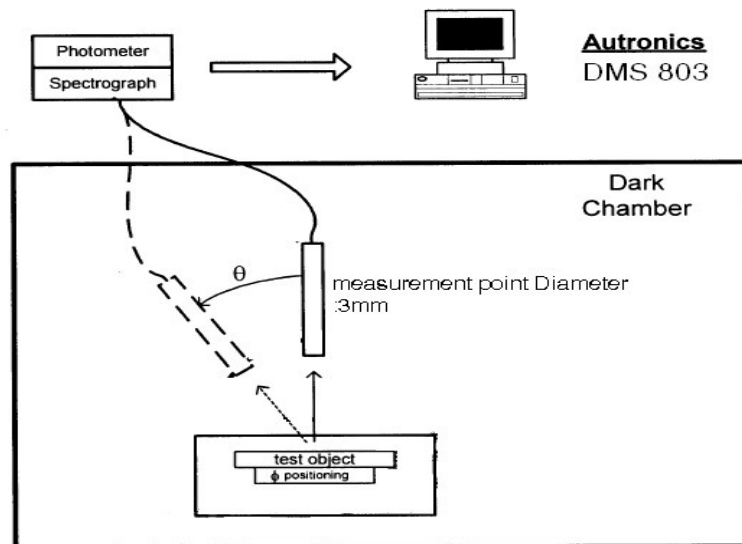 Photometer
Spectrograph
Autronics
DMS 803
Dark
Chamber
θ
measurement point Diameter
:3mm
test object
ϕ positioning